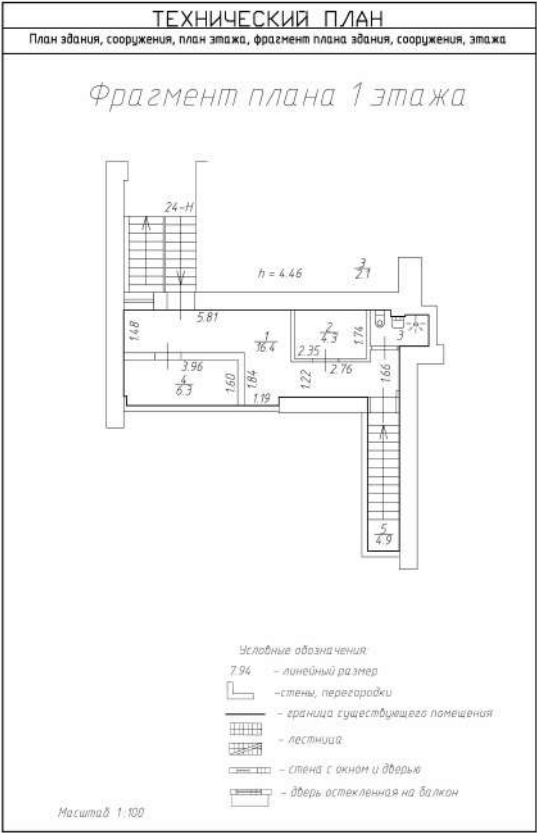 ТЕХНИЧЕСКИЙ ПЛАН
План здания, сооружения, план этажа, фрагмент плана здания, сооружения, этажа
Фрагмент плана 1 этажа
24-Н
h = 4.46
3
2.1
5.81
1.48
1
16.4
2
4.3
1.74
3
2.35
2.76
3.96
4
6.3
1.60
1.84
1.22
1.66
1.19
5
4.9
Условные обозначения:
7.94 - линейный размер
-стены, перегородки
- граница существующего помещения
- лестница
- стена с окном и дверью
- дверь остекленная на балкон
Масштаб 1:100